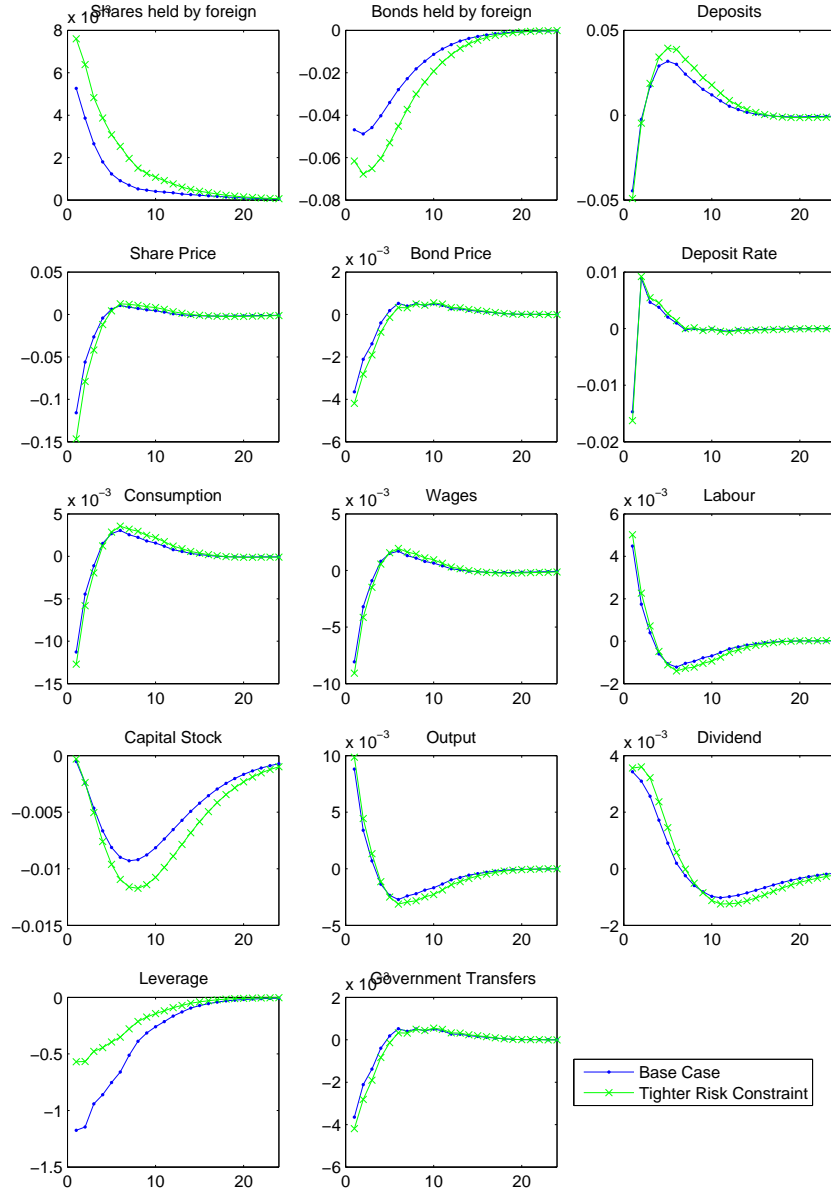 Shares held by foreign
Bonds held by foreign
Deposits
8 x 10−3
6
4
2
0
0 10 20
0
−0.02
−0.04
−0.06
−0.08
0 10 20
0.05
0
−0.05
0 10 20
Share Price
Bond Price
Deposit Rate
0.05
0
−0.05
−0.1
−0.15
0 10 20
x 10−3
2
0
−2
−4
−6
0 10 20
0.01
0
−0.01
−0.02
0 10 20
Consumption
Wages
Labour
x 10−3
5
0
−5
−10
−15
0 10 20
x 10−3
5
0
−5
−10
0 10 20
x 10−3
6
4
2
0
−2
0 10 20
Capital Stock
Output
Dividend
0
−0.005
−0.01
−0.015
0 10 20
x 10−3
10
5
0
−5
0 10 20
x 10−3
4
2
0
−2
0 10 20
Leverage
Government Transfers
0
−0.5
−1
−1.5
0 10 20
2 x 10−3
0
−2
−4
−6
0 10 20
Base Case
Tighter Risk Constraint